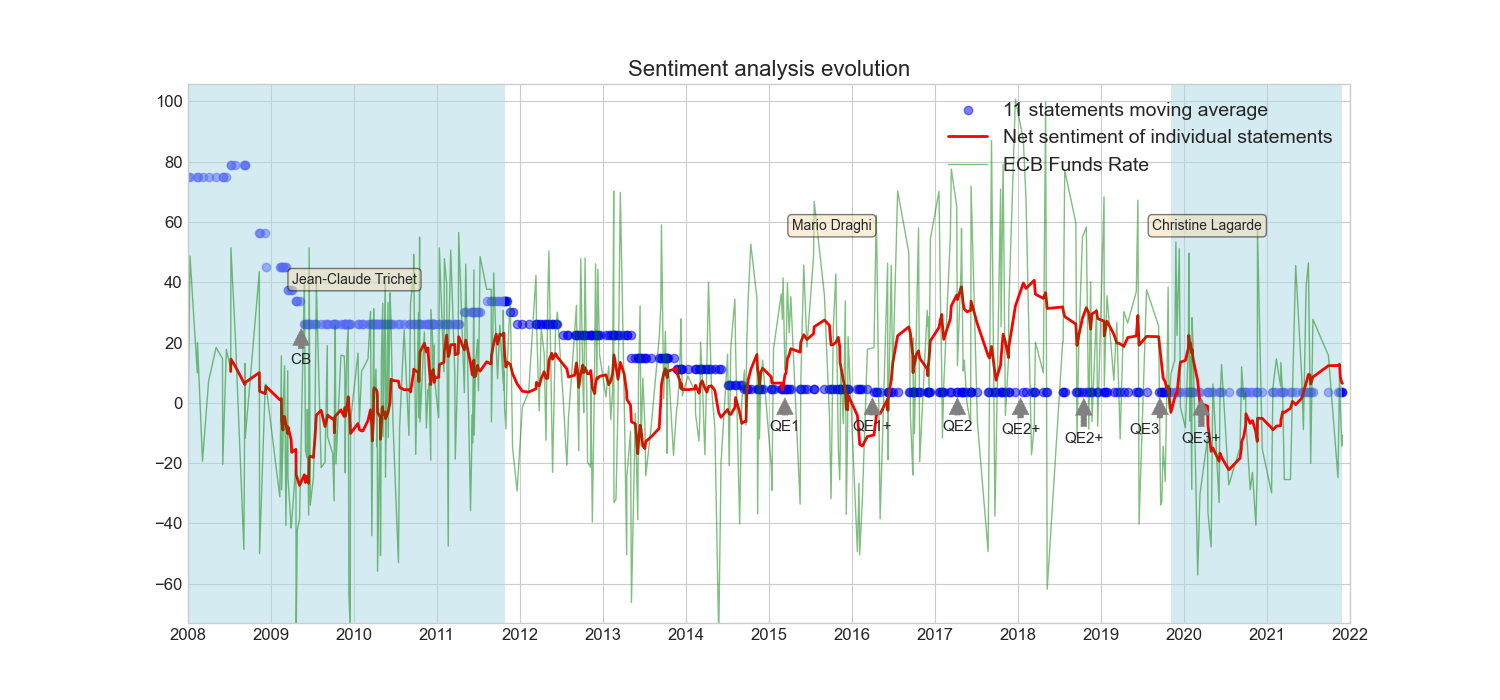 Sentiment analysis evolution
100
80
60
40
20
0
−20
−40
−60
11 statements moving average
Net sentiment of individual statements
ECB Funds Rate
Mario Draghi
Christine Lagarde
Jean-Claude Trichet
CB
QE1
QE1+
QE2
QE2+
QE2+
QE3
QE3+
2008 2009 2010 2011 2012 2013 2014 2015 2016 2017 2018 2019 2020 2021 2022